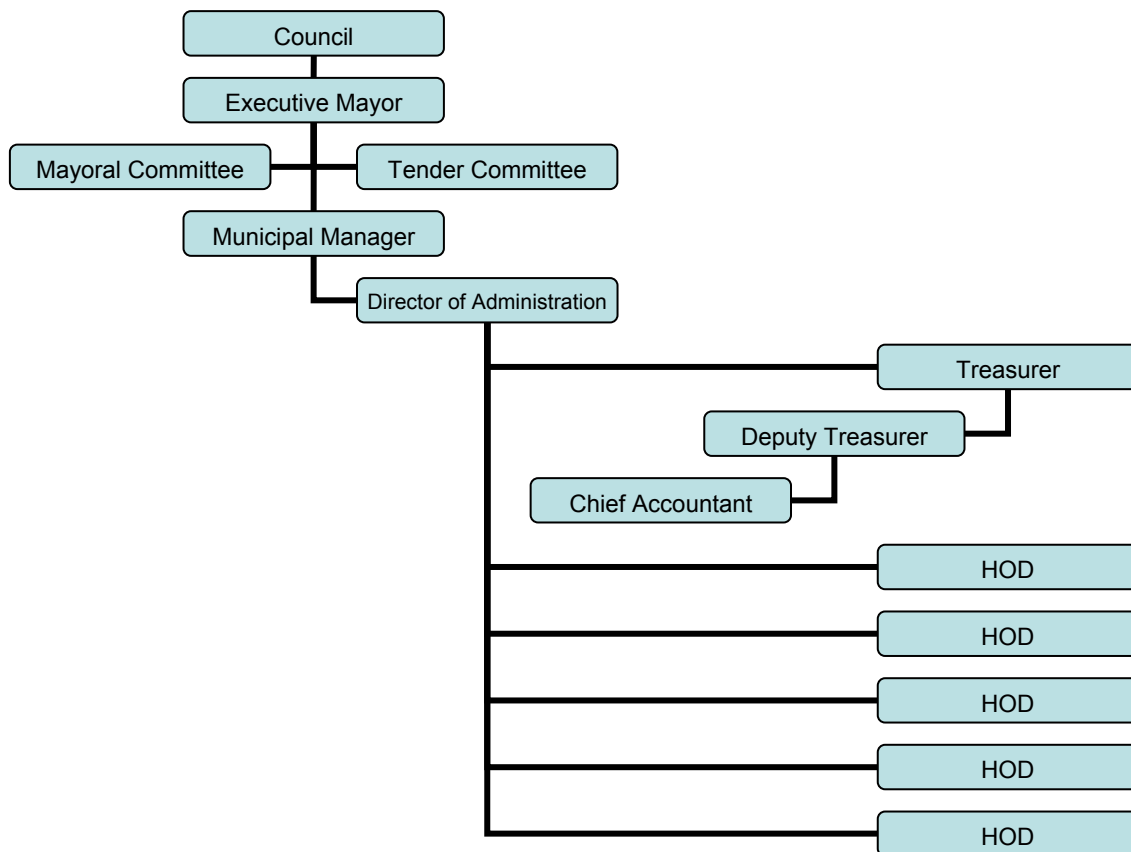 Council
Executive Mayor
Mayoral Committee
Tender Committee
Municipal Manager
Director of Administration
Treasurer
Deputy Treasurer
Chief Accountant
HOD
HOD
HOD
HOD
HOD